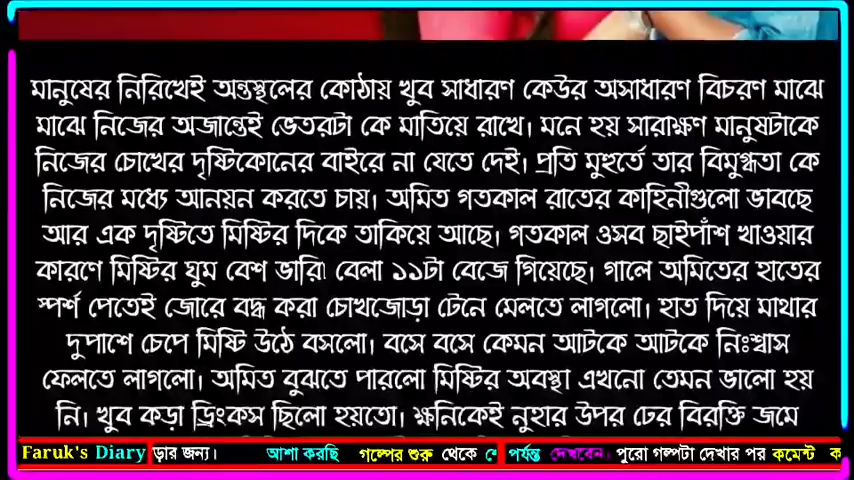 মানুষের নিরিখেই অন্তস্থলের কোঠায় খুব সাধারণ কেউর অসাধারণ বিচরণ মাঝে
মাঝে নিজের অজান্তেই ভেতরটা কে মাতিয়ে রাখে। মনে হয় সারাক্ষণ মানুষটাকে
নিজের চোখের দৃষ্টিকোনের বাইরে না যেতে দেই। প্রতি মুহুর্তে তার বিমুগ্ধতা কে
নিজের মধ্যে আনয়ন করতে চায়। অমিত গতকাল রাতের কাহিনীগুলো ভাবছে
আর এক দৃষ্টিতে মিষ্টির দিকে তাকিয়ে আছে। গতকাল ওসব ছাইপাঁশ খাওয়ার
কারণে মিষ্টির ঘুম বেশ ভারি৷ বেলা ১১টা বেজে গিয়েছে। গালে অমিতের হাতের
স্পর্শ পেতেই জোরে বদ্ধ করা চোখজোড়া টেনে মেলতে লাগলো। হাত দিয়ে মাথার
দুপাশে চেপে মিষ্টি উঠে বসলো। বসে বসে কেমন আটকে আটকে নিঃশ্বাস
ফেলতে লাগলো। অমিত বুঝতে পারলো মিষ্টির অবস্থা এখনো তেমন ভালো হয়
নি। খুব কড়া ড্রিংকস ছিলো হয়তো। ক্ষনিকেই নুহার উপর ঢের বিরক্তি জমে
Faruk's Diary ড়ার জন্য। আশা করছি গল্পের শুরু থেকে শে পর্যন্ত দেখবেন। পুরো গল্পটা দেখার পর কমেন্ট ক